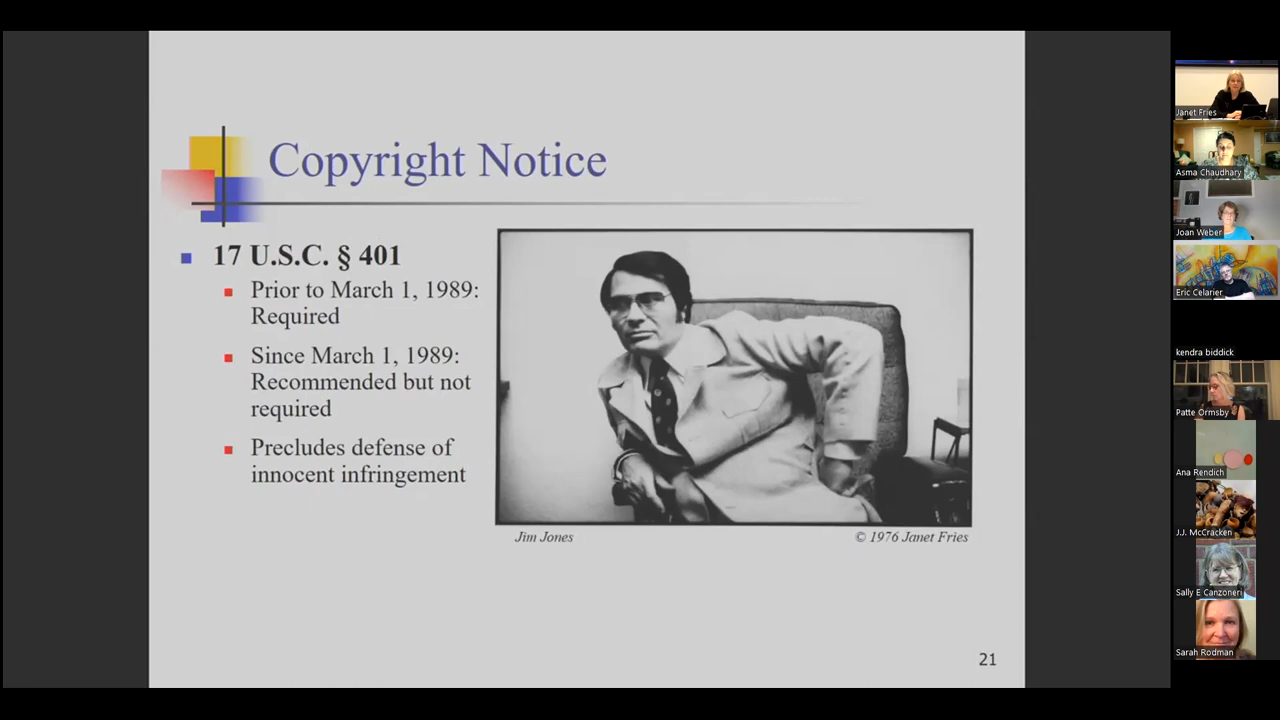 Copyright Notice
17 U.S.C. § 401
Prior to March 1, 1989:
Required
Since March 1, 1989:
Recommended but not
required
Precludes defense of
innocent infringement
Jim Jones
© 1976 Janet Fries
21
Janet Fries
Asma Chaudhary
Joan Weber
Eric Celarier
kendra biddick
Patte Ormsby
Ana Rendich
J.J. McCracken
Sally E Canzoneri
Sarah Rodman